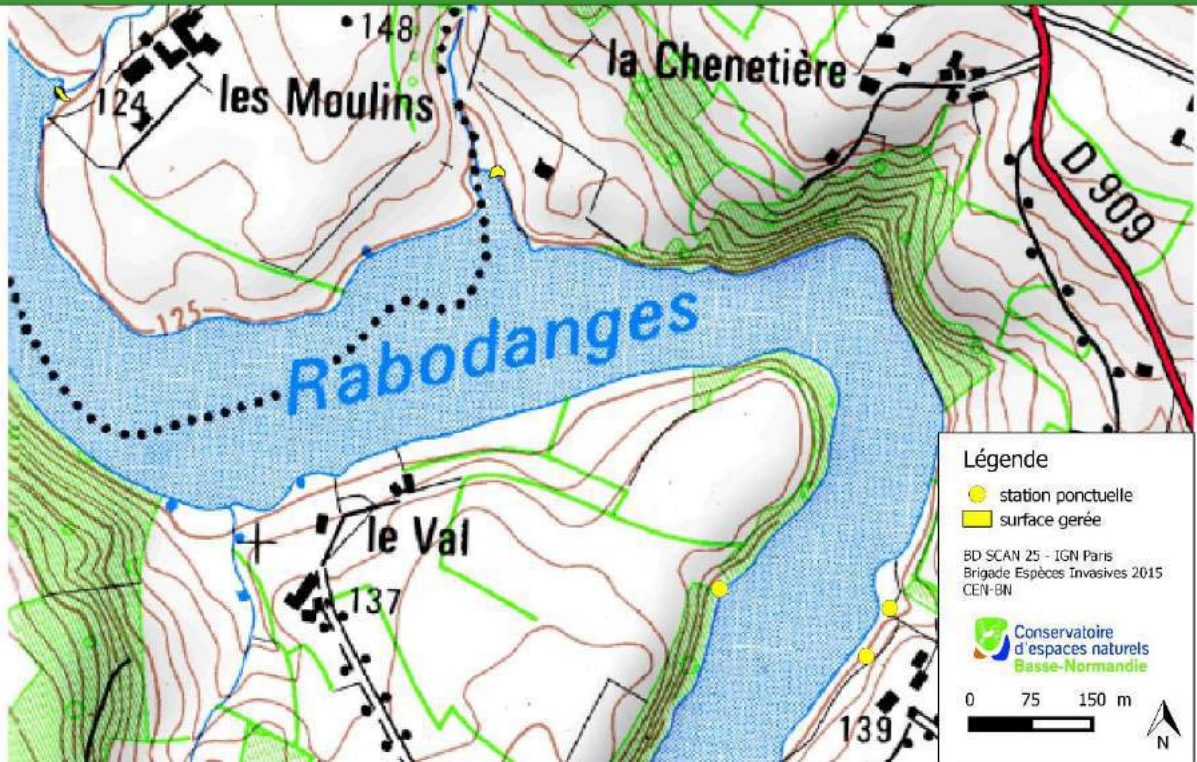 148
la Chenetière
124
les Moulins
D 909
125
Rabodanges
le Val
137
139
Légende
station ponctuelle
surface gerée
BD SCAN 25 - IGN Paris
Brigade Espèces Invasives 2015
CEN-BN
Conservatoire
d'espaces naturels
Basse-Normandie
0 75 150 m
N